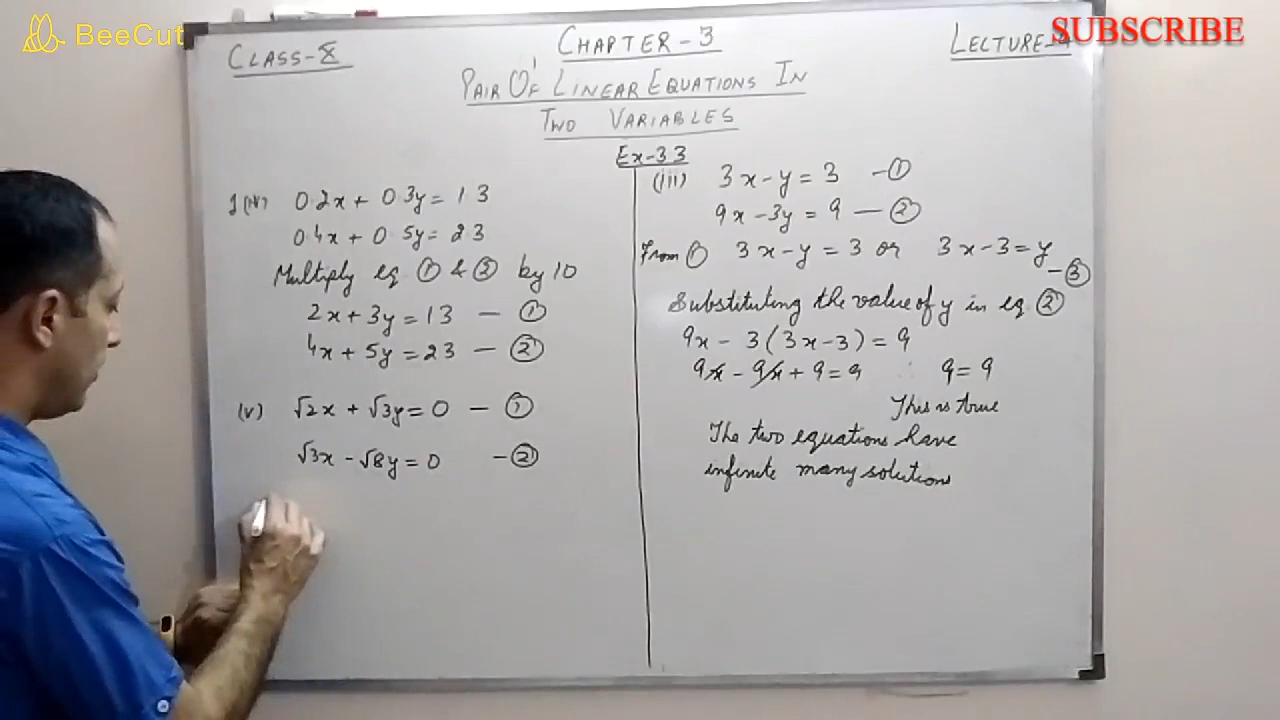 BeeCut
SUBSCRIBE
CLASS-X
CHAPTER-3
LECTURE-4
PAIR OF LINEAR EQUATIONS IN
TWO VARIABLES
Ex-3.3
1(iv) 0.2x + 0.3y = 1.3
0.4x + 0.5y = 2.3
Multiply eq ① & ② by 10
2x + 3y = 13 — ①
4x + 5y = 23 — ②
(v) √2x + √3y = 0 — ①
√3x - √8y = 0 — ②
(iii) 3x - y = 3 — ①
9x - 3y = 9 — ②
From ① 3x - y = 3 or 3x - 3 = y
— ③
Substituting the value of y in eq ②
9x - 3(3x - 3) = 9
9x - 9x + 9 = 9 ∴ 9 = 9
This is true
The two equations have
infinite many solutions